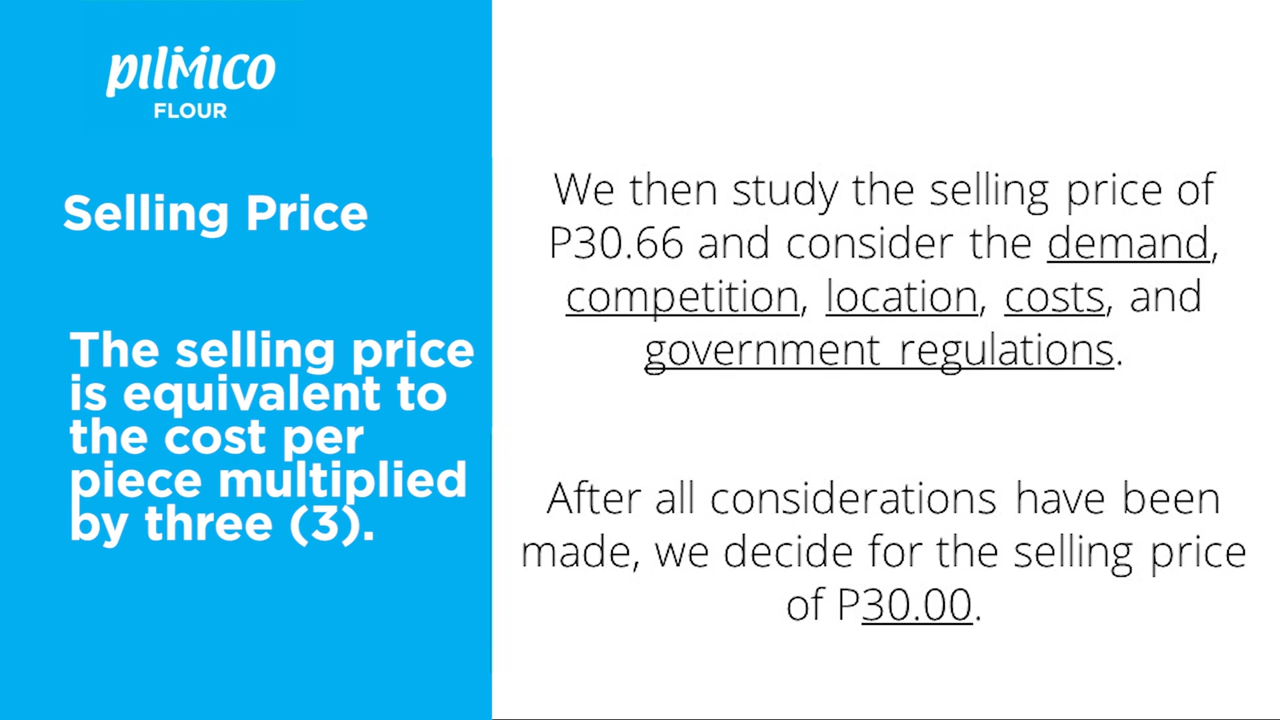 pilmico
FLOUR
Selling Price
The selling price
is equivalent to
the cost per
piece multiplied
by three (3).
We then study the selling price of
P30.66 and consider the demand,
competition, location, costs, and
government regulations.
After all considerations have been
made, we decide for the selling price
of P30.00.